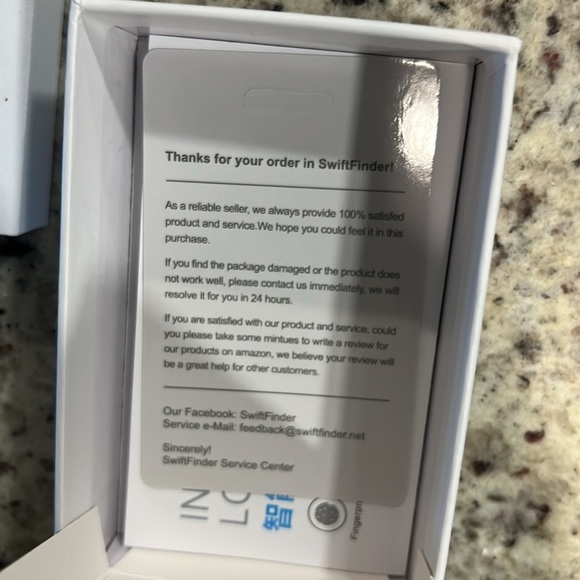 Thanks for your order in SwiftFinder!
As a reliable seller, we always provide 100% satisfied
product and service.We hope you could feel it in this
purchase.
If you find the package damaged or the product does
not work well, please contact us immediately, we will
resolve it for you in 24 hours.
If you are satisfied with our product and service, could
you please take some mintues to write a review for
our products on amazon, we believe your review will
be a great help for other customers.
Our Facebook: SwiftFinder
Service e-Mail: feedback@swiftfinder.net
Sincerely!
SwiftFinder Service Center
IN
LO
智能
Fingerprin